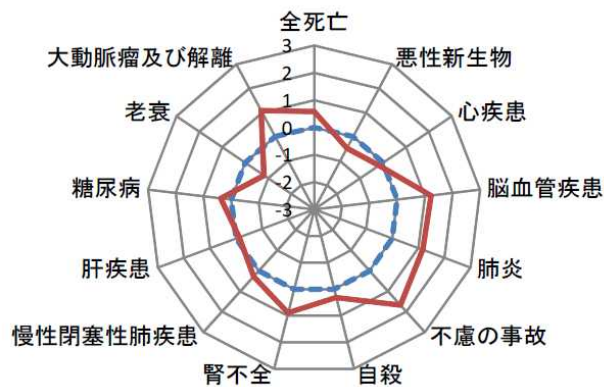 全死亡
悪性新生物
心疾患
脳血管疾患
肺炎
不慮の事故
自殺
腎不全
慢性閉塞性肺疾患
肝疾患
糖尿病
老衰
大動脈瘤及び解離
3
2
1
0
-1
-2
-3